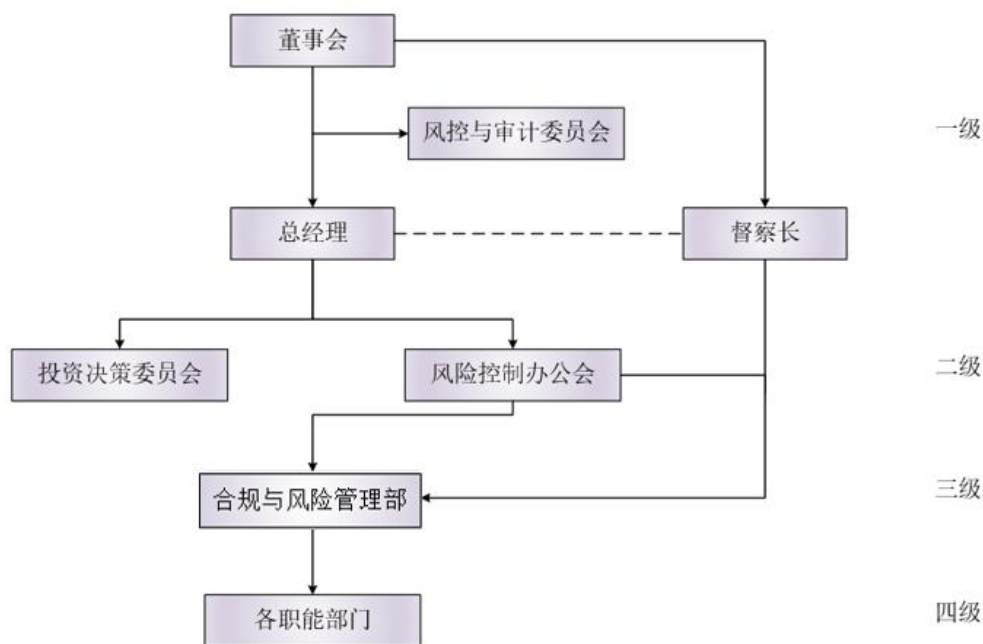 董事会
风控与审计委员会
一级
总经理
督察长
投资决策委员会
风险控制办公会
二级
合规与风险管理部
三级
各职能部门
四级